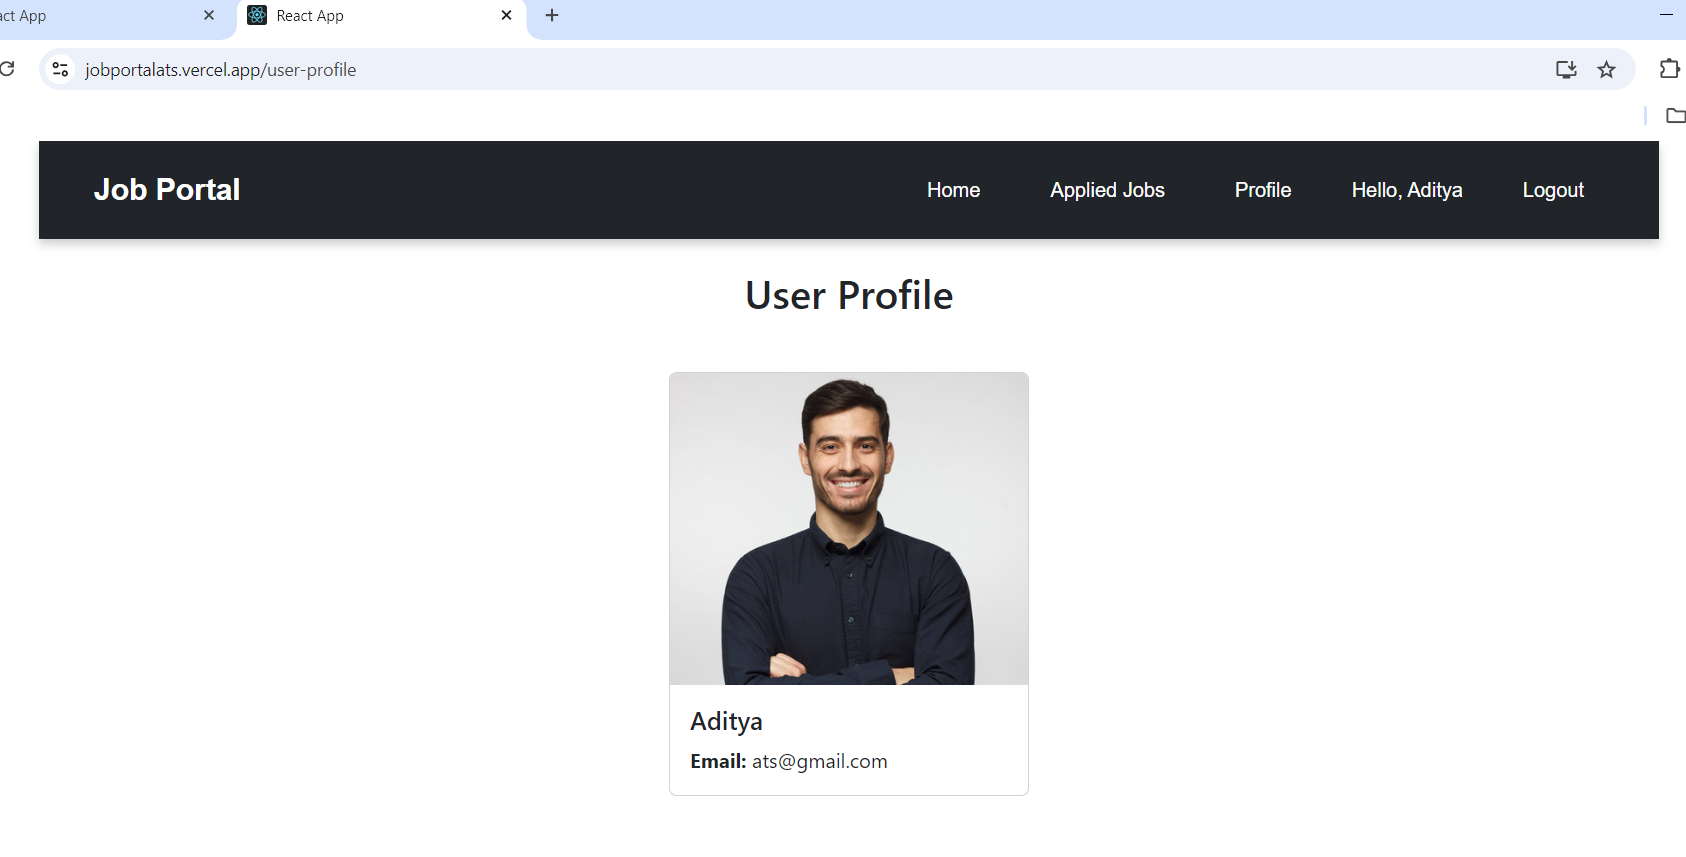 act App
React App
jobportalats.vercel.app/user-profile
Job Portal Home Applied Jobs Profile Hello, Aditya Logout
User Profile
Aditya
Email: ats@gmail.com